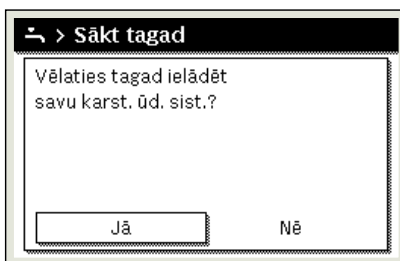 > Sākt tagad
Vēlaties tagad ielādēt
savu karst. ūd. sist.?
Jā
Nē